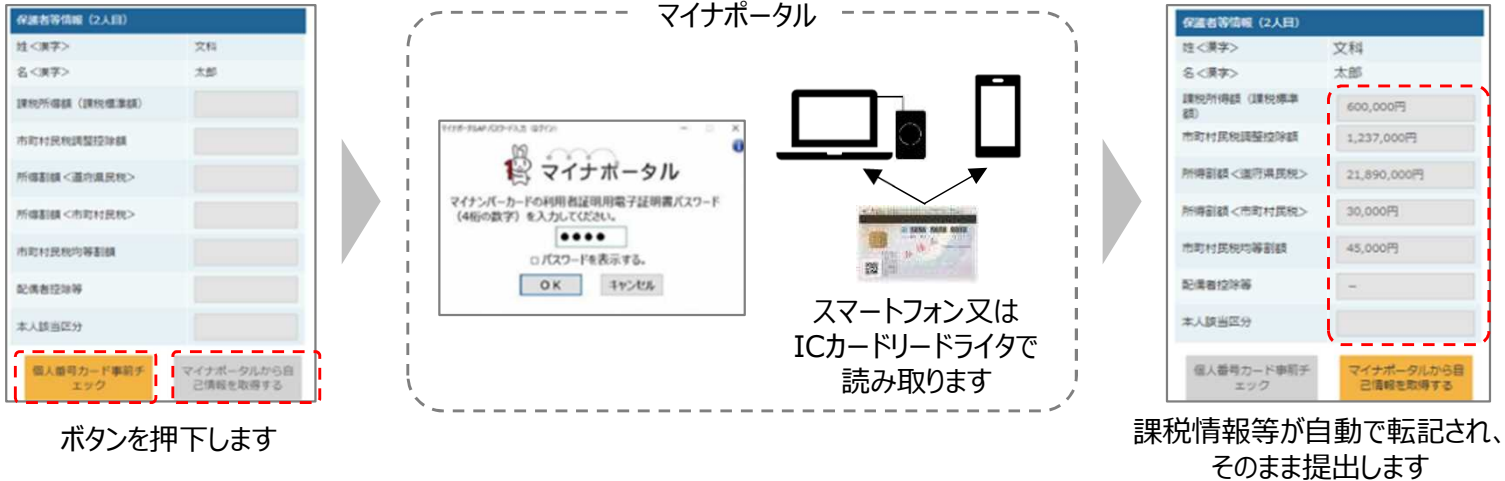 保護者等情報（2人目）
姓＜漢字＞ 文科
名＜漢字＞ 太郎
課税所得額（課税標準額）
市町村民税調整控除額
所得割額＜道府県民税＞
所得割額＜市町村民税＞
市町村民税均等割額
配偶者控除等
本人該当区分
個人番号カード事前チ
ェック
マイナポータルから自
己情報を取得する
ボタンを押下します
マイナポータル
マイナポータル
マイナンバーカードの利用者証明用電子証明書パスワード
（4桁の数字）を入力してください。
●●●●
□パスワードを表示する。
OK キャンセル
スマートフォン又は
ICカードリードライタで
読み取ります
保護者等情報（2人目）
姓＜漢字＞ 文科
名＜漢字＞ 太郎
課税所得額（課税標準
額） 600,000円
市町村民税調整控除額 1,237,000円
所得割額＜道府県民税＞ 21,890,000円
所得割額＜市町村民税＞ 30,000円
市町村民税均等割額 45,000円
配偶者控除等 －
本人該当区分
個人番号カード事前チ
ェック
マイナポータルから自
己情報を取得する
課税情報等が自動で転記され、
そのまま提出します